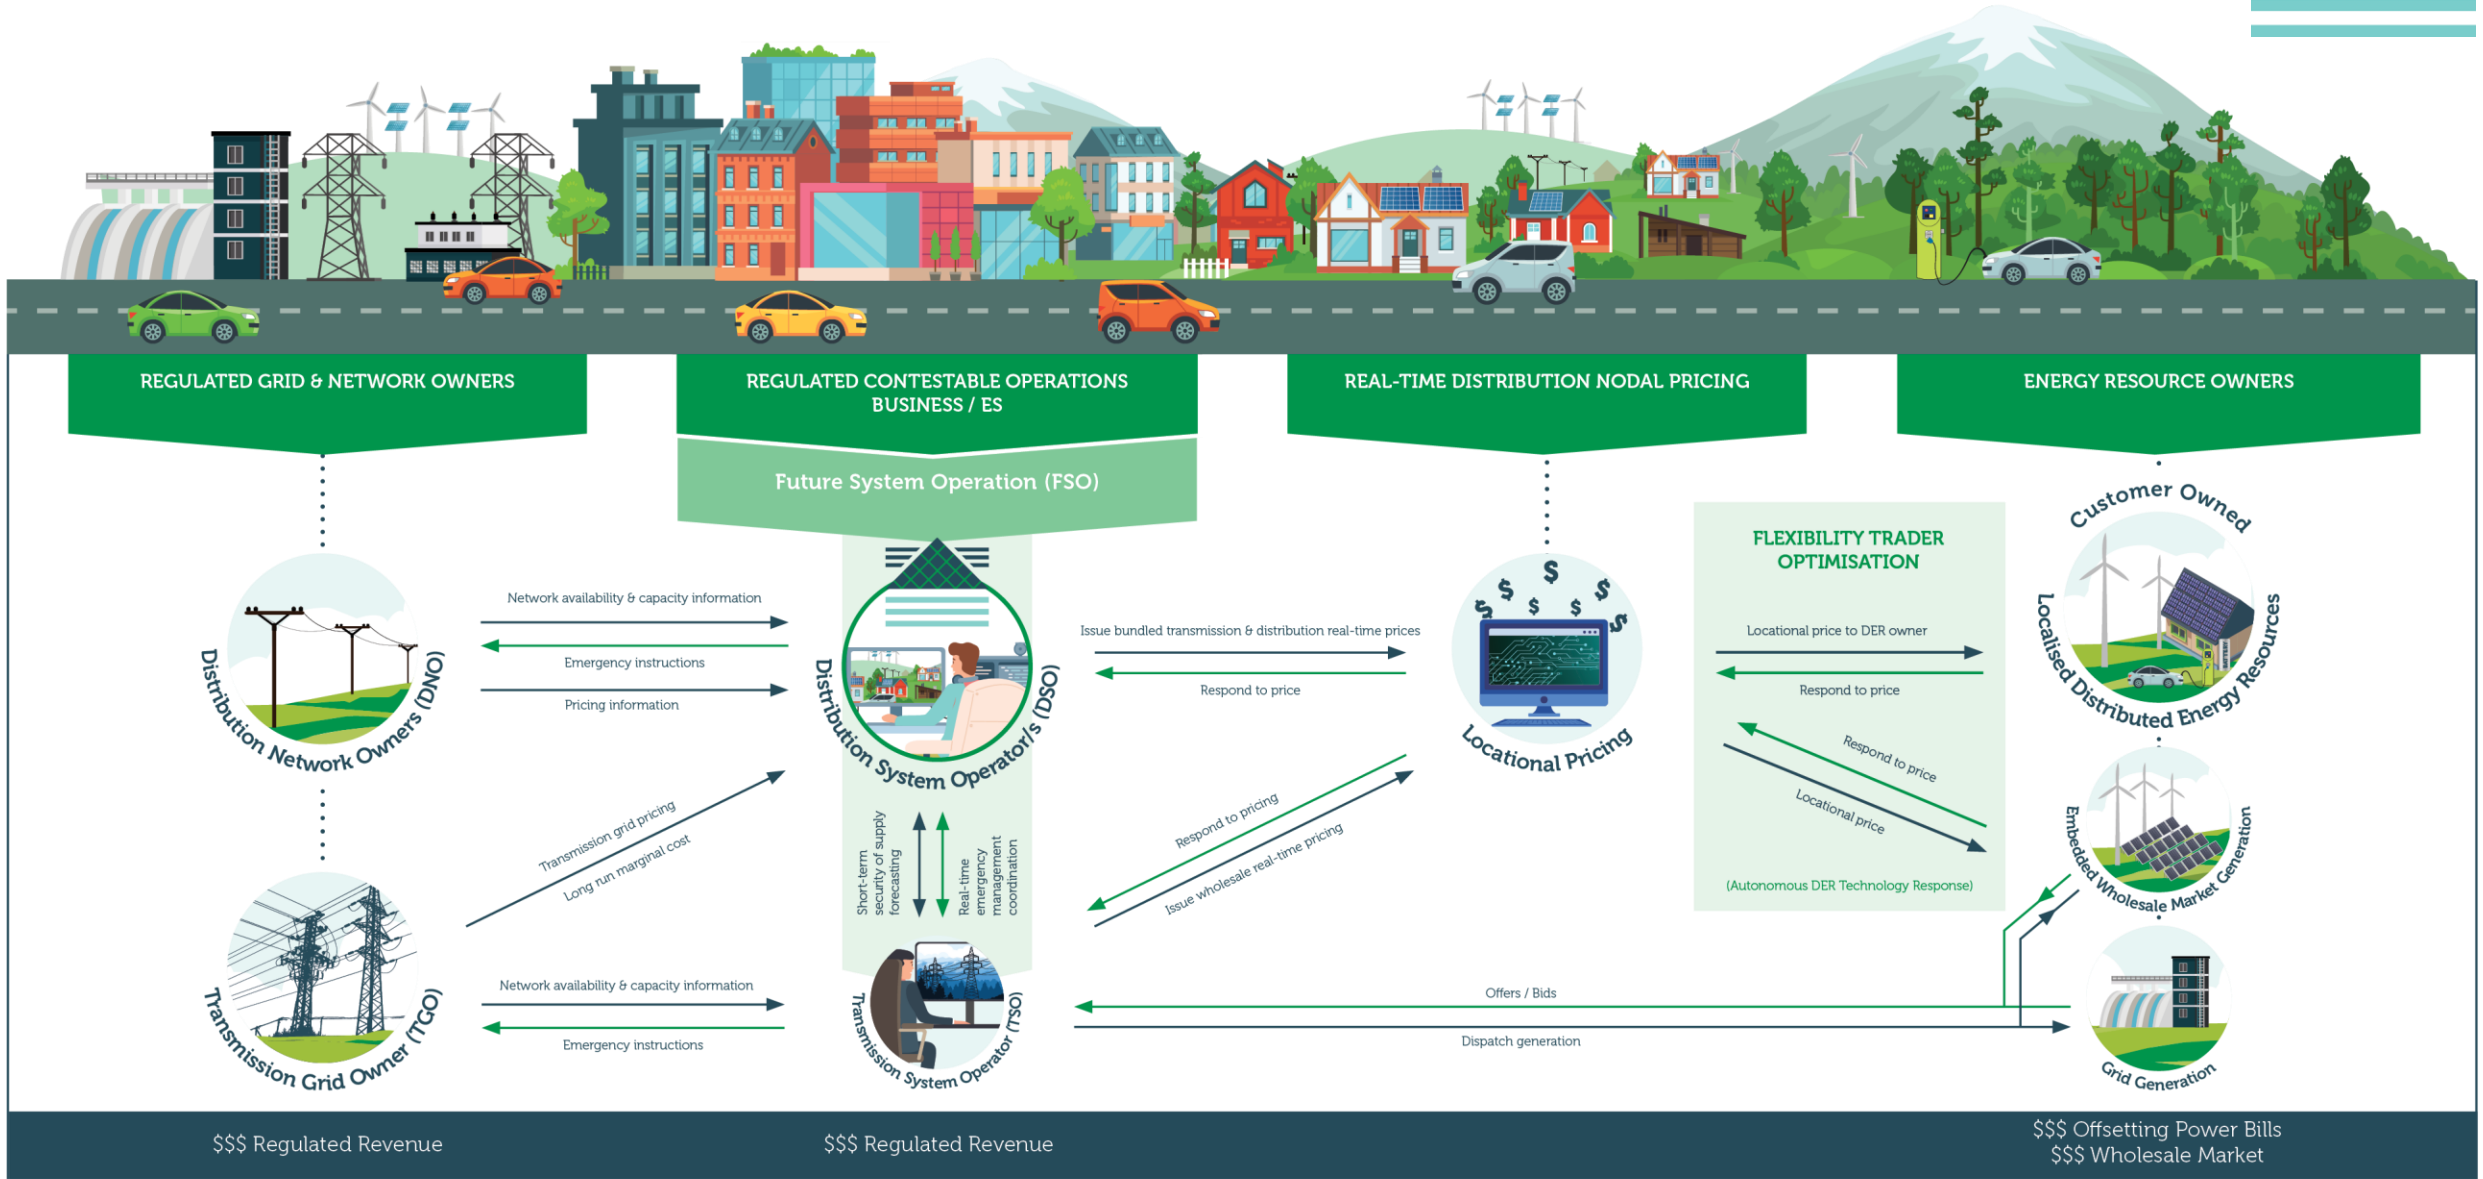 REGULATED GRID & NETWORK OWNERS
REGULATED CONTESTABLE OPERATIONS
BUSINESS / ES
REAL-TIME DISTRIBUTION NODAL PRICING
ENERGY RESOURCE OWNERS
Future System Operation (FSO)
Distribution Network Owners (DNO)
Network availability & capacity information
Emergency instructions
Pricing information
Distribution System Operator/s (DSO)
Issue bundled transmission & distribution real-time prices
Respond to price
$ $ $ $ $ $ $
Locational Pricing
FLEXIBILITY TRADER
OPTIMISATION
Locational price to DER owner
Respond to price
Respond to price
Locational price
(Autonomous DER Technology Response)
Customer Owned
Localised Distributed Energy Resources
Transmission grid pricing
Long run marginal cost
Short-term
security of supply
forecasting
Real-time
emergency
management
coordination
Respond to pricing
Issue wholesale real-time pricing
Embedded Wholesale Market Generation
Transmission Grid Owner (TGO)
Network availability & capacity information
Emergency instructions
Transmission System Operator (TSO)
Offers / Bids
Dispatch generation
Grid Generation
$$$ Regulated Revenue
$$$ Regulated Revenue
$$$ Offsetting Power Bills
$$$ Wholesale Market